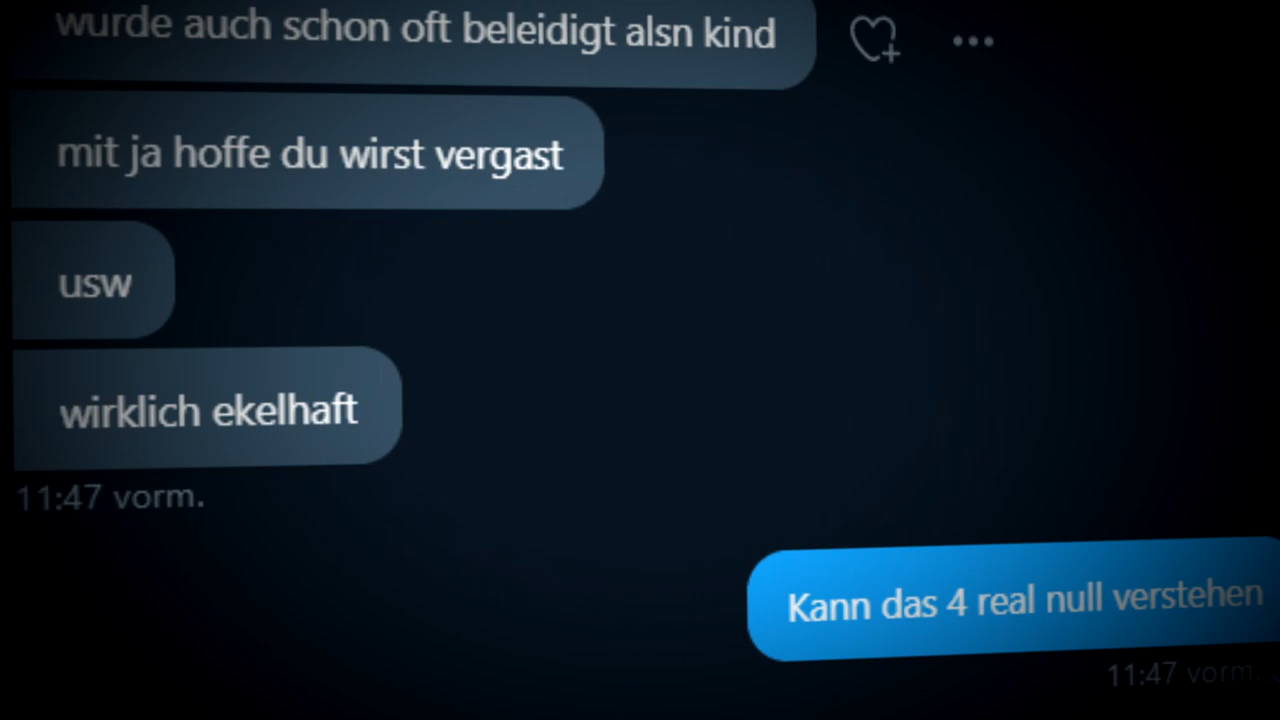 wurde auch schon oft beleidigt alsn kind
mit ja hoffe du wirst vergast
usw
wirklich ekelhaft
11:47 vorm.
Kann das 4 real null verstehen
11:47 vorm.